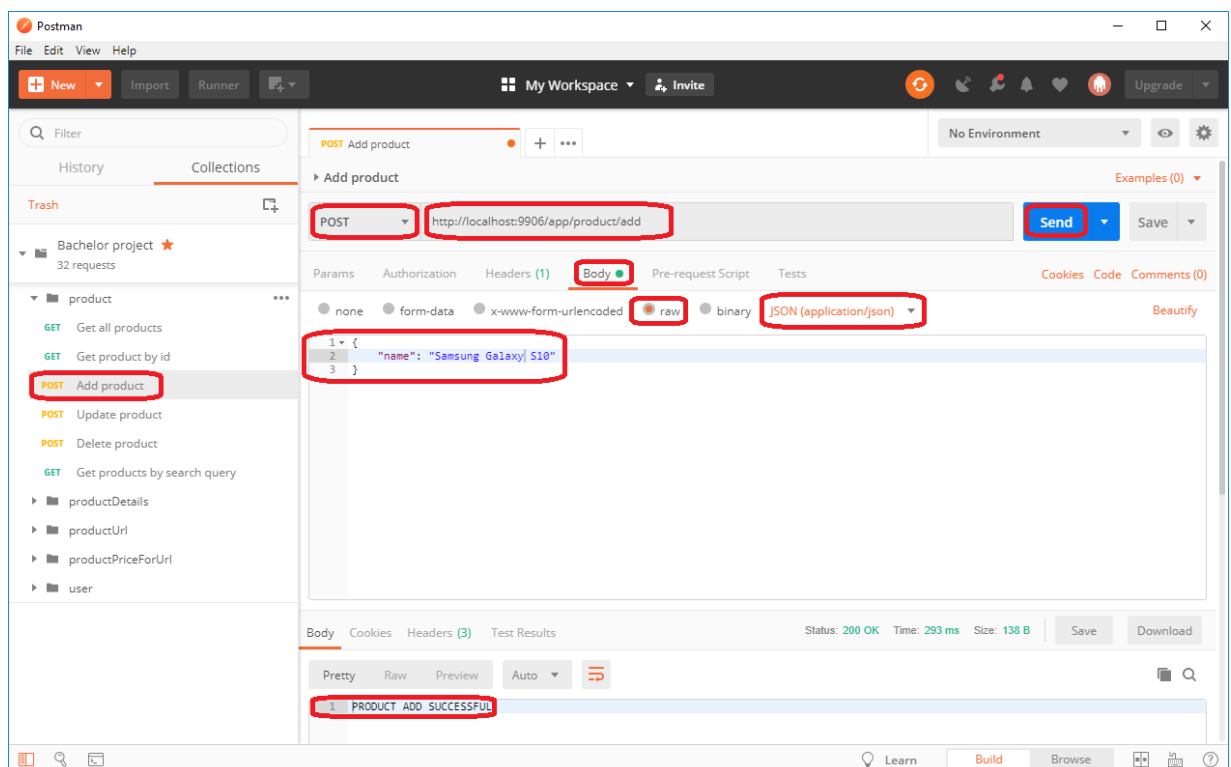 Postman
File Edit View Help
New Import Runner My Workspace Invite Upgrade
Filter
History Collections
Trash
Bachelor project
32 requests
product
GET Get all products
GET Get product by id
POST Add product
POST Update product
POST Delete product
GET Get products by search query
productDetails
productUrl
productPriceForUrl
user
POST Add product
No Environment
Add product Examples (0)
POST http://localhost:9906/app/product/add Send Save
Params Authorization Headers (1) Body Pre-request Script Tests Cookies Code Comments (0)
none form-data x-www-form-urlencoded raw binary JSON (application/json) Beautify
1 {
2 "name": "Samsung Galaxy S10"
3 }
Body Cookies Headers (3) Test Results Status: 200 OK Time: 293 ms Size: 138 B Save Download
Pretty Raw Preview Auto
1 PRODUCT ADD SUCCESSFUL
Learn Build Browse